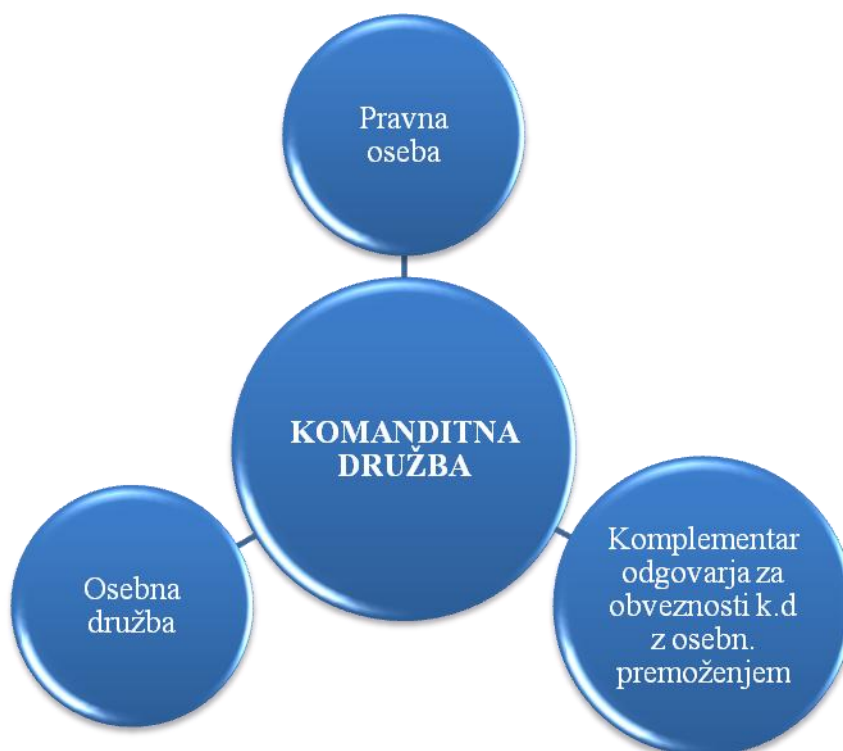 Pravna
oseba
KOMANDITNA
DRUŽBA
Osebna
družba
Komplementar
odgovarja za
obveznosti k.d
z osebn.
premoženjem